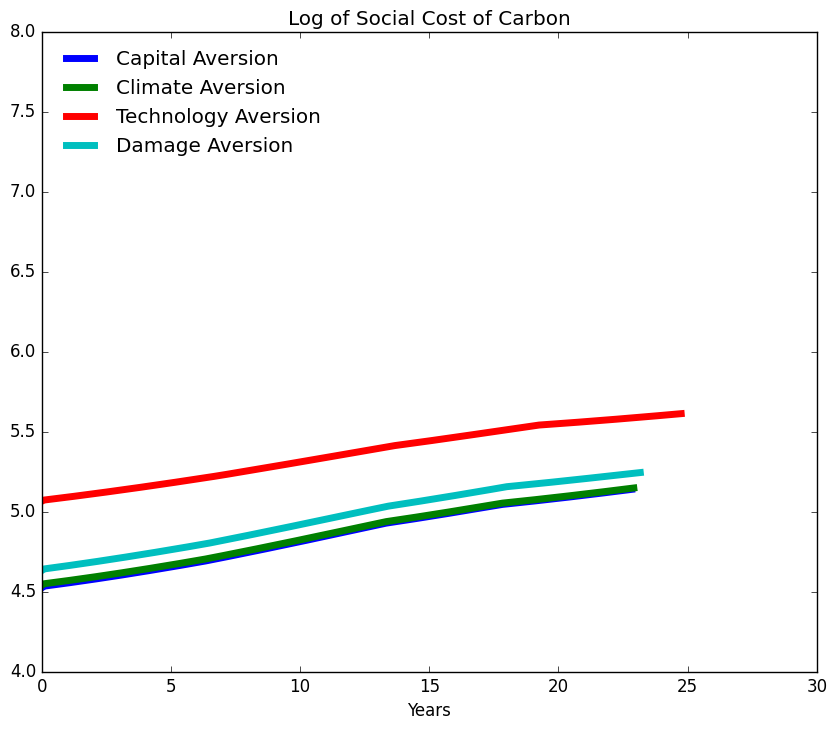 Log of Social Cost of Carbon
8.0
Capital Aversion
Climate Aversion
7.5
Technology Aversion
Damage Aversion
7.0
6.5
6.0
5.5
5.0
4.5
4.0
0 5 10 15 20 25 30
Years